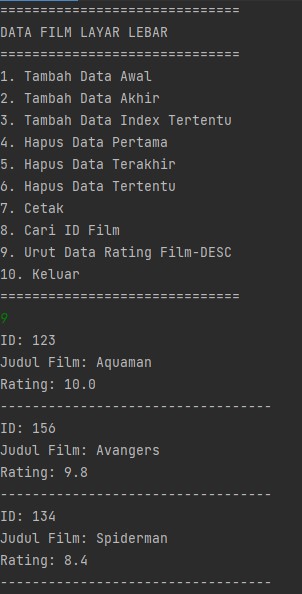 ==============================
DATA FILM LAYAR LEBAR
==============================
1. Tambah Data Awal
2. Tambah Data Akhir
3. Tambah Data Index Tertentu
4. Hapus Data Pertama
5. Hapus Data Terakhir
6. Hapus Data Tertentu
7. Cetak
8. Cari ID Film
9. Urut Data Rating Film-DESC
10. Keluar
==============================
9
ID: 123
Judul Film: Aquaman
Rating: 10.0
----------------------------------
ID: 156
Judul Film: Avangers
Rating: 9.8
----------------------------------
ID: 134
Judul Film: Spiderman
Rating: 8.4
----------------------------------